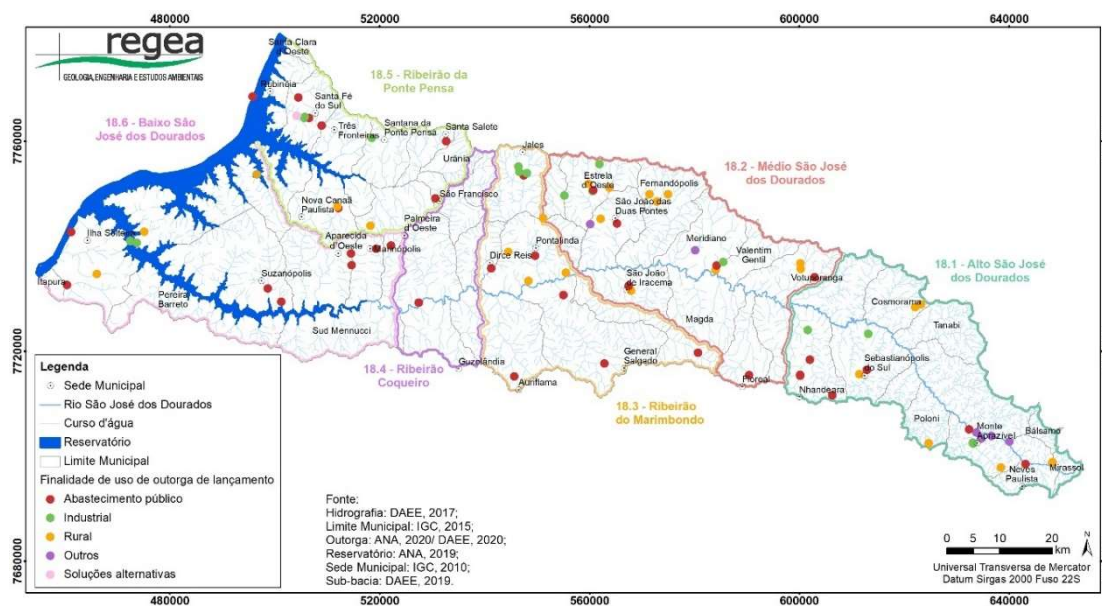 480000
520000
560000
600000
640000
regea
GEOLOGIA, ENGENHARIA E ESTUDOS AMBIENTAIS
Santa Clara
d'Oeste
18.5 - Ribeirão da
Ponte Pensa
Rubinéia
Santa Fé
do Sul
18.6 - Baixo São
José dos Dourados
Três
Fronteiras
Santana da
Ponte Pensa
Santa Salete
Urânia
Jales
18.2 - Médio São José
dos Dourados
7760000
7760000
Estrela
d'Oeste
Fernandópolis
São Francisco
Nova Canaã
Paulista
São João das
Duas Pontes
Palmeira
d'Oeste
Aparecida
d'Oeste
Marinópolis
Ilha Solteira
Pontalinda
Dirce Reis
Meridiano
Valentim
Gentil
18.1 - Alto São José
dos Dourados
Votuporanga
Suzanápolis
Itapura
São João
de Iracema
Pereira
Barreto
Cosmorama
Tanabi
Sud Mennucci
Magda
7720000
7720000
18.4 - Ribeirão
Coqueiro
Guzolândia
General
Salgado
Sebastianópolis
do Sul
Auriflama
Floreal
Nhandeara
18.3 - Ribeirão
do Marimbondo
Poloni
Monte
Aprazível
Bálsamo
Neves
Paulista
Mirassol
Legenda
Sede Municipal
Rio São José dos Dourados
Curso d'água
Reservatório
Limite Municipal
Finalidade de uso de outorga de lançamento
Abastecimento público
Industrial
Rural
Outros
Soluções alternativas
Fonte:
Hidrografia: DAEE, 2017;
Limite Municipal: IGC, 2015;
Outorga: ANA, 2020/ DAEE, 2020;
Reservatório: ANA, 2019;
Sede Municipal: IGC, 2010;
Sub-bacia: DAEE, 2019.
0 5 10 20
km
N
Universal Transversa de Mercator
Datum Sirgas 2000 Fuso 22S
7680000
7680000
480000
520000
560000
600000
640000